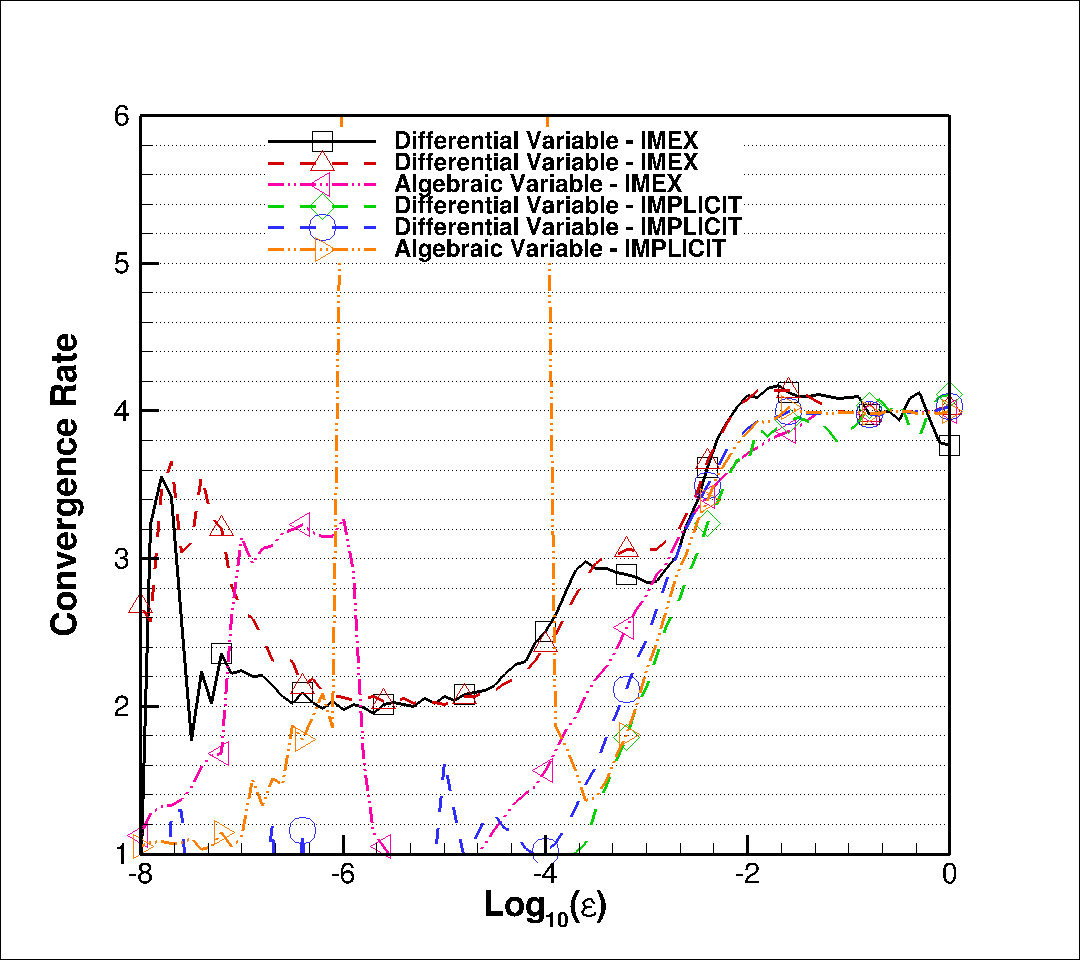 6
Differential Variable - IMEX
Differential Variable - IMEX
Algebraic Variable - IMEX
Differential Variable - IMPLICIT
Differential Variable - IMPLICIT
Algebraic Variable - IMPLICIT
5
Convergence Rate
4
3
2
1
-8 -6 -4 -2 0
Log10(ε)